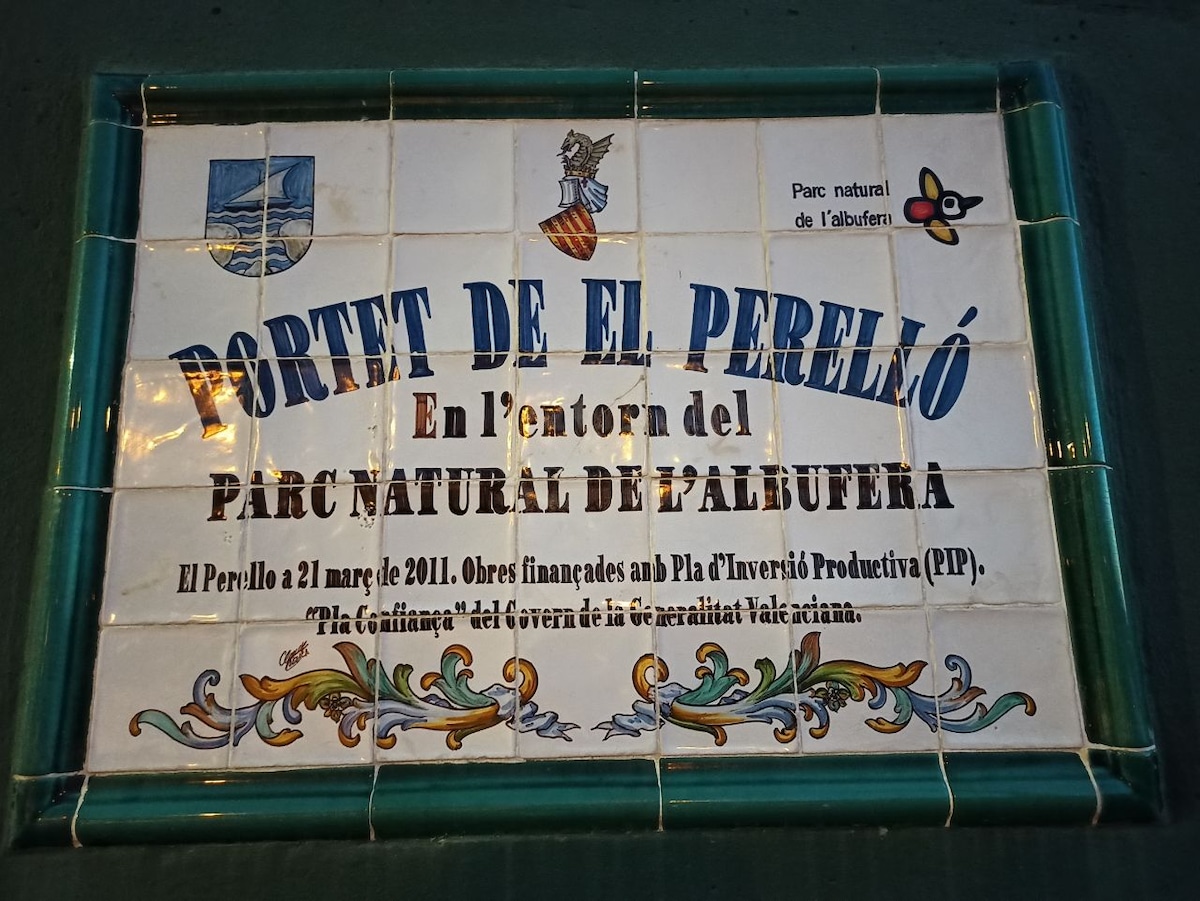 Parc natural
de l'albufera
PORTET DE EL PERELLÓ
En l'entorn del
PARC NATURAL DE L'ALBUFERA
El Perello a 21 març de 2011. Obres finançades amb Pla d'Inversió Productiva (PIP).
"Pla Confiança" del Govern de la Generalitat Valenciana.